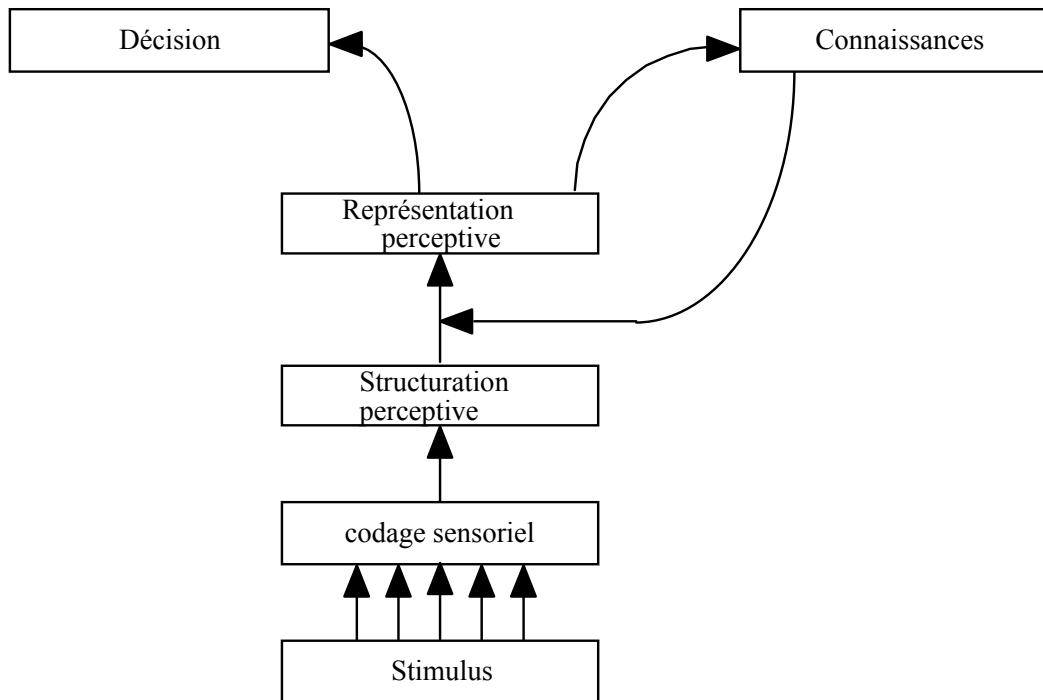 Décision
Connaissances
Représentation
perceptive
Structuration
perceptive
codage sensoriel
Stimulus